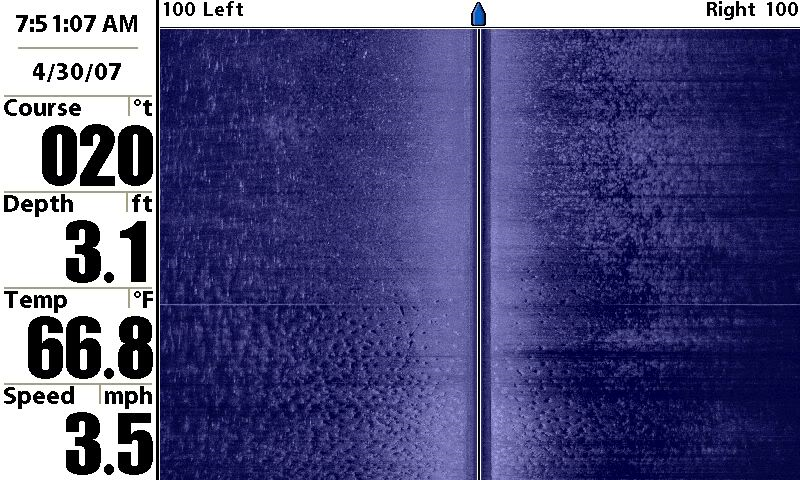 7:51:07 AM
4/30/07
Course °t
020
Depth ft
3.1
Temp °F
66.8
Speed mph
3.5
100 Left
Right 100